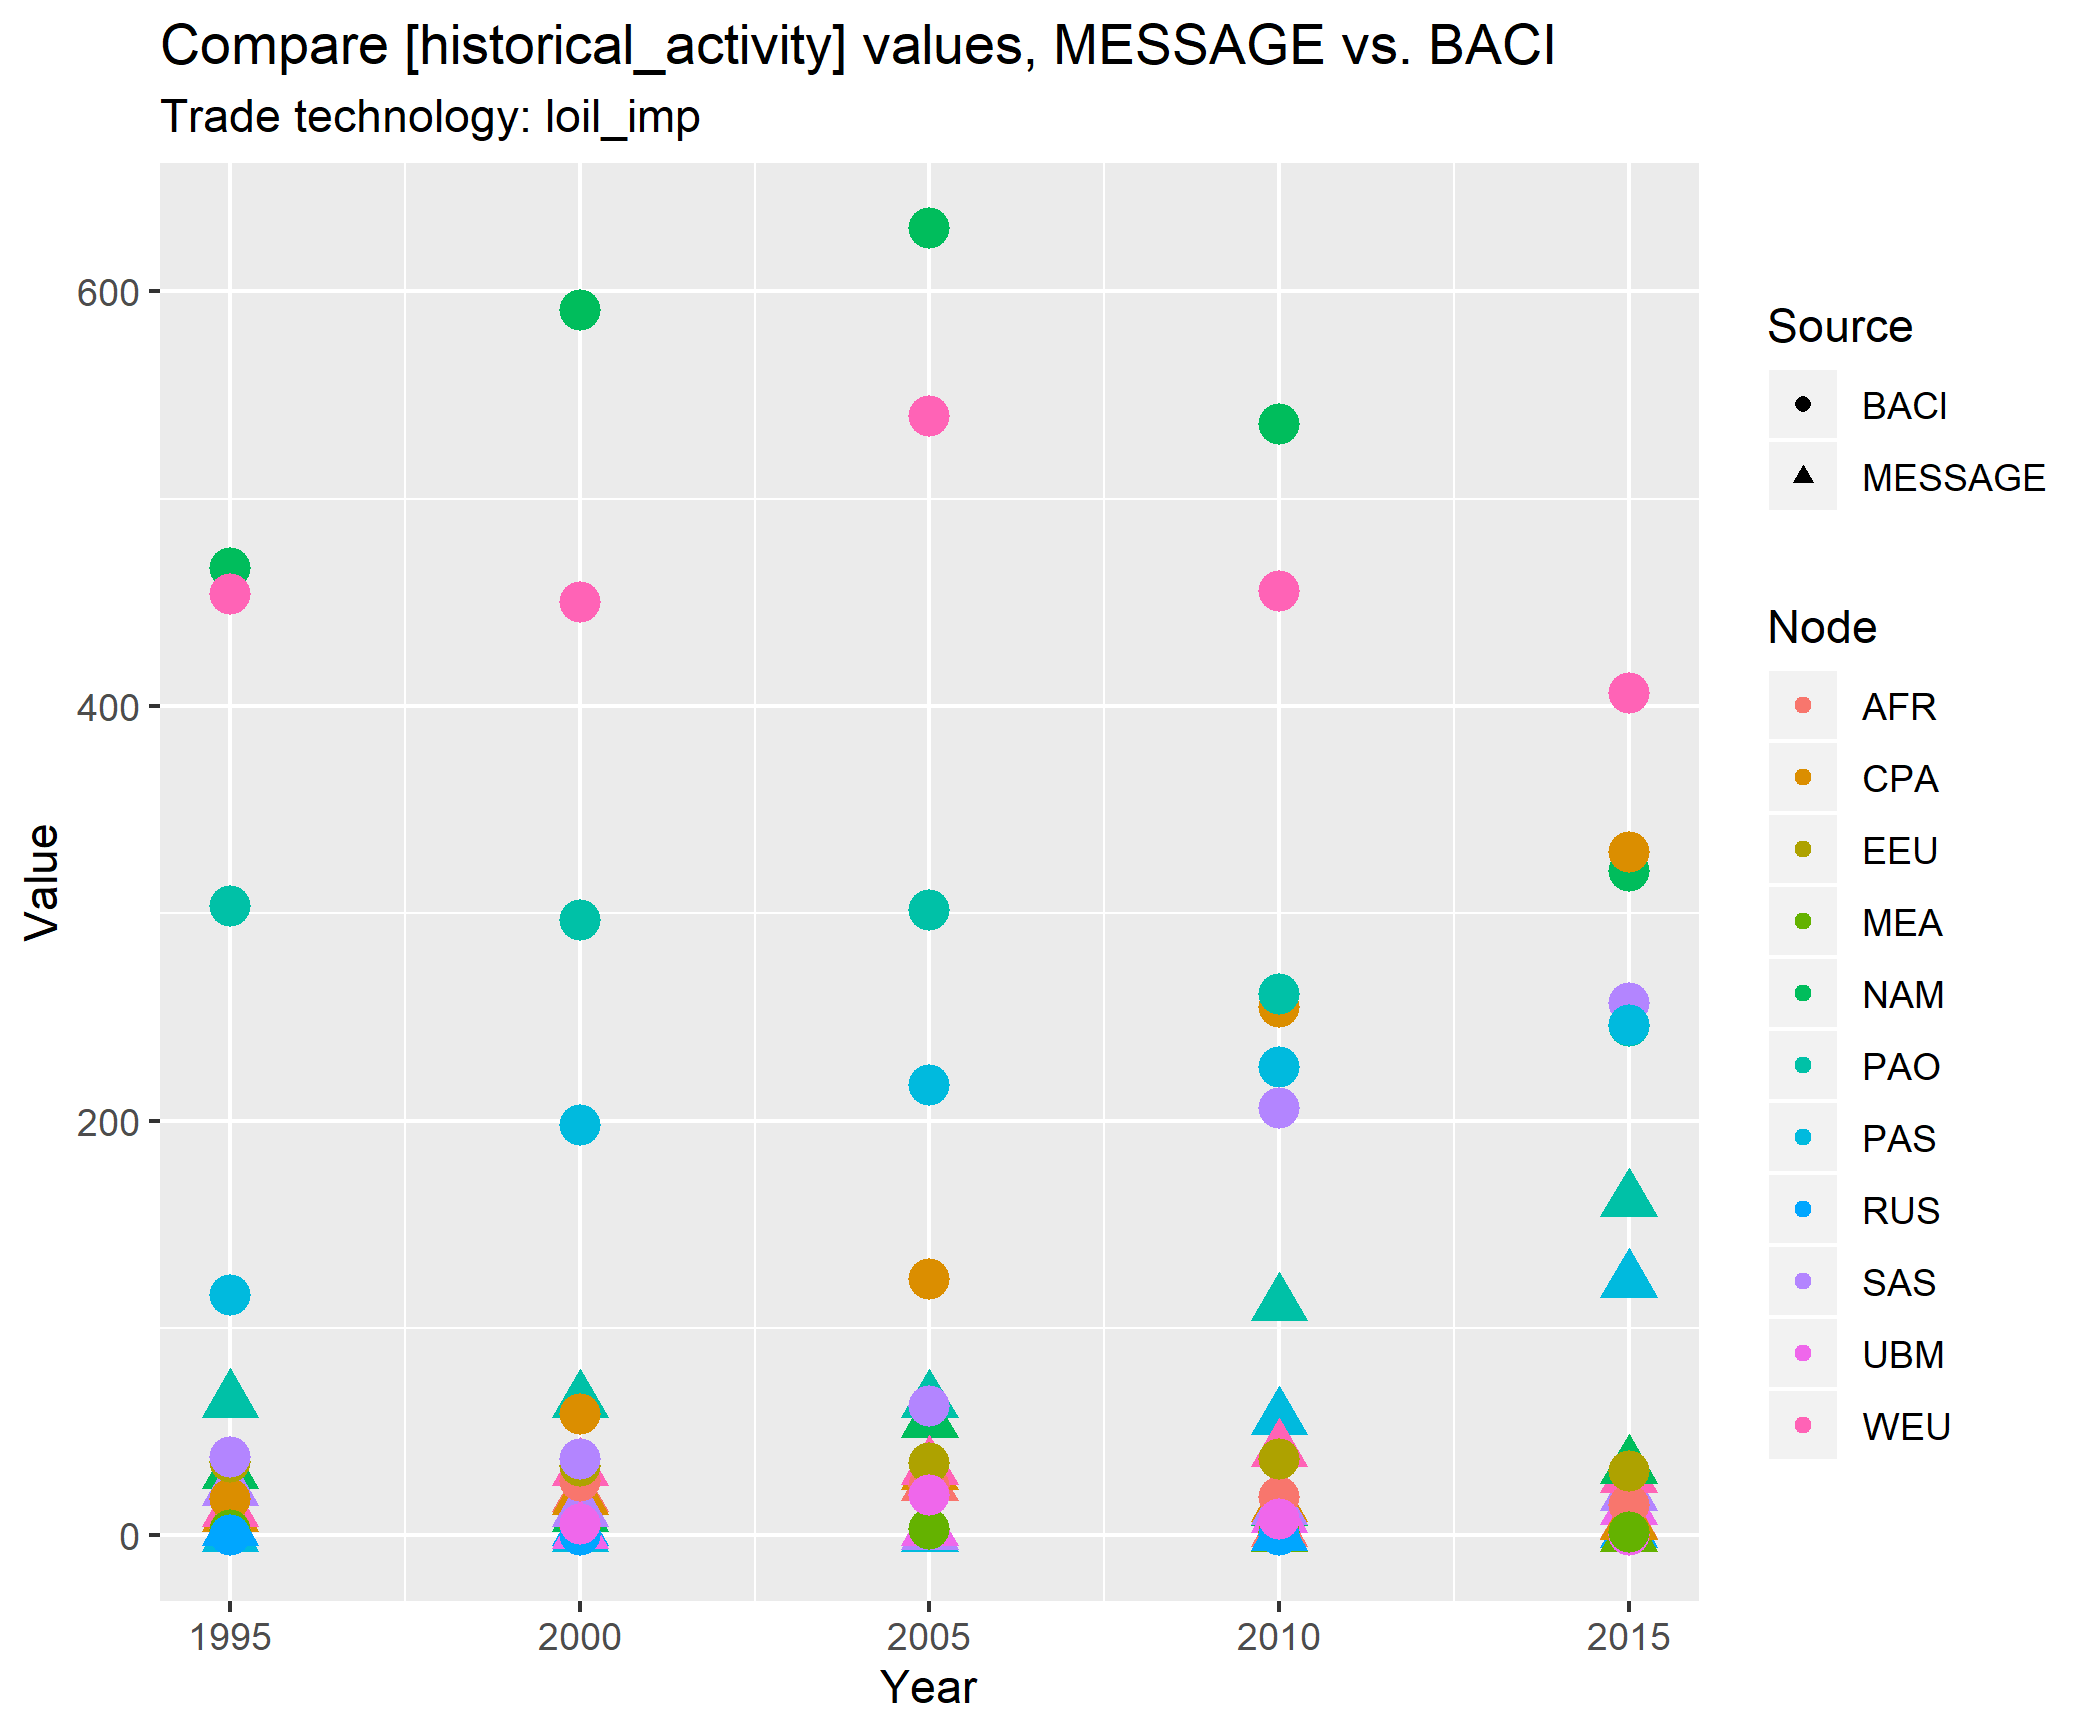 Compare [historical_activity] values, MESSAGE vs. BACI
Trade technology: loil_imp
Value
600
400
200
0
1995
2000
2005
2010
2015
Year
Source
BACI
MESSAGE
Node
AFR
CPA
EEU
MEA
NAM
PAO
PAS
RUS
SAS
UBM
WEU